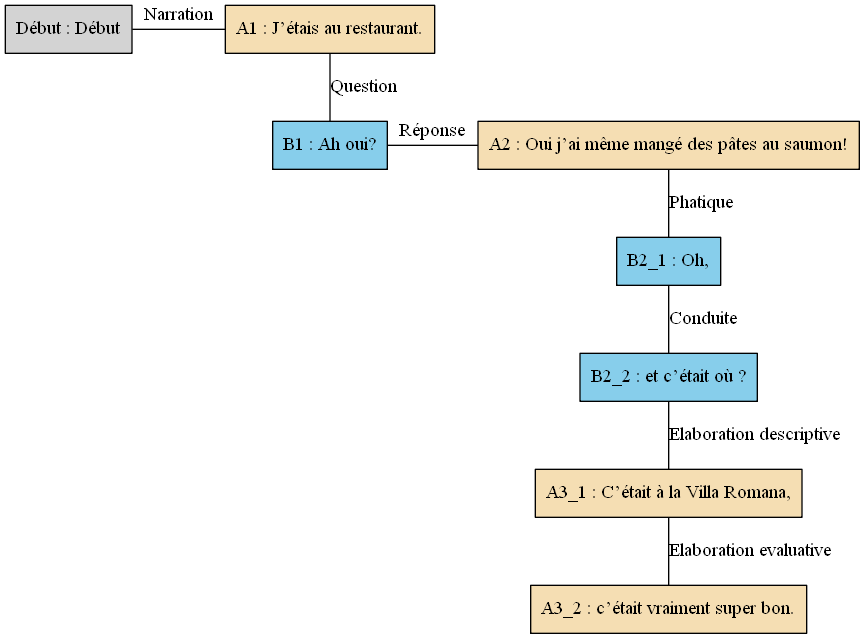 Début : Début
Narration
A1 : J’étais au restaurant.
Question
B1 : Ah oui?
Réponse
A2 : Oui j’ai même mangé des pâtes au saumon!
Phatique
B2_1 : Oh,
Conduite
B2_2 : et c’était où ?
Elaboration descriptive
A3_1 : C’était à la Villa Romana,
Elaboration evaluative
A3_2 : c’était vraiment super bon.